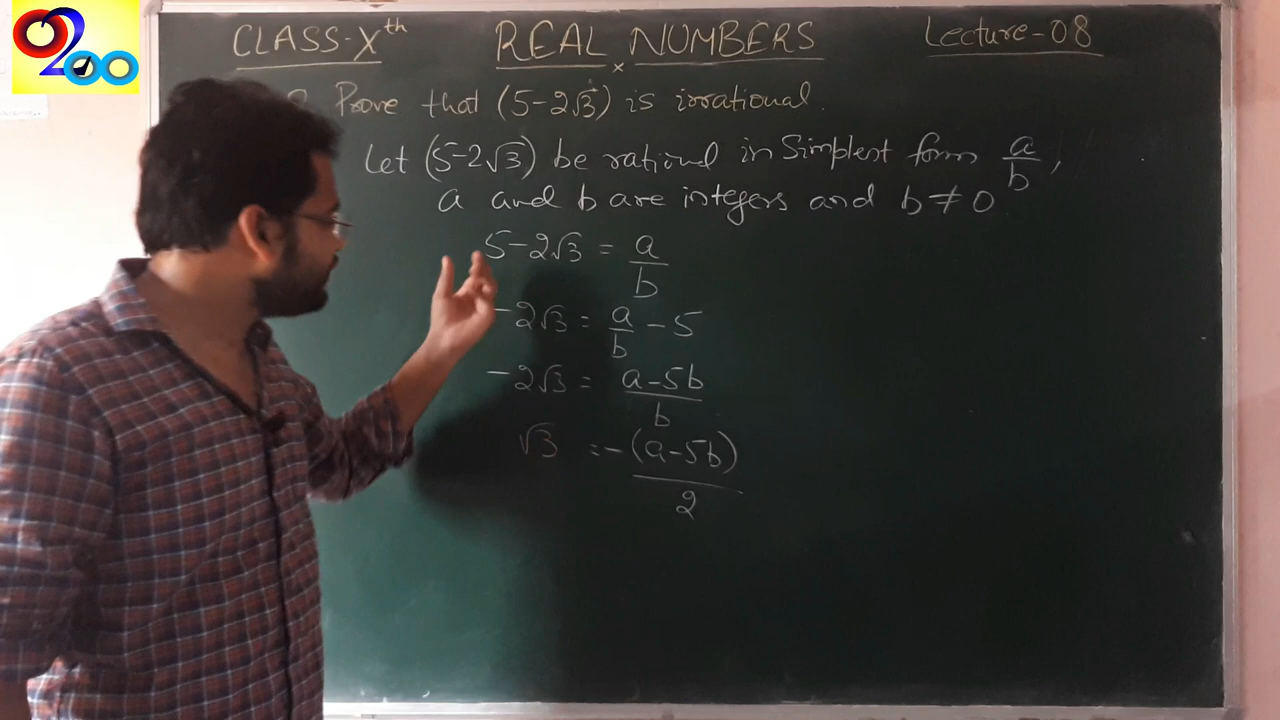 O2OO
CLASS-Xth REAL NUMBERS Lecture-08
Prove that (5-2√3) is irrational.
Let (5-2√3) be rational in Simplest form a/b,
a and b are integers and b ≠ 0
5-2√3 = a/b
-2√3 = a/b - 5
-2√3 = a-5b/b
√3 = -(a-5b)/2